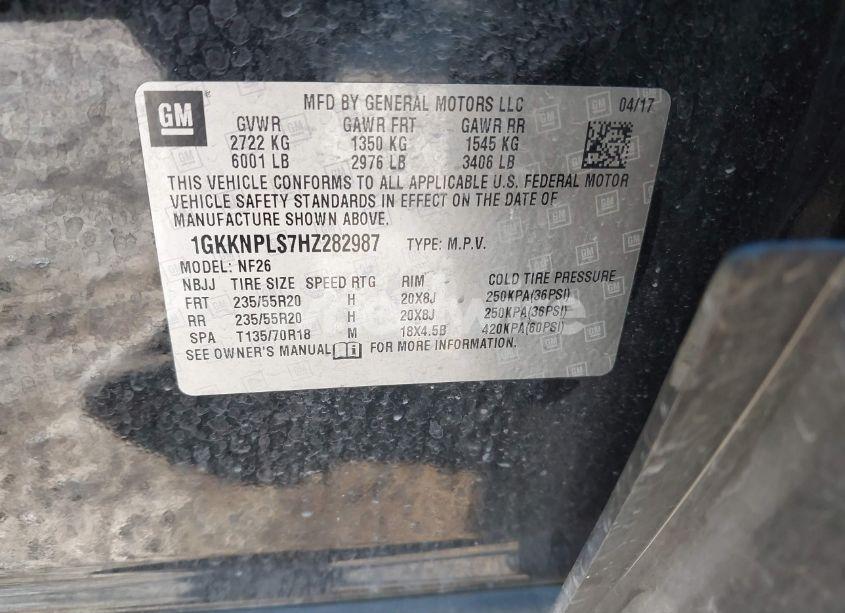 GM
MFD BY GENERAL MOTORS LLC 04/17
GVWR GAWR FRT GAWR RR
2722 KG 1350 KG 1545 KG
6001 LB 2976 LB 3406 LB
THIS VEHICLE CONFORMS TO ALL APPLICABLE U.S. FEDERAL MOTOR
VEHICLE SAFETY STANDARDS IN EFFECT ON THE DATE OF
MANUFACTURE SHOWN ABOVE.
1GKKNPLS7HZ282987 TYPE: M.P.V.
MODEL: NF26
NBJJ TIRE SIZE SPEED RTG RIM COLD TIRE PRESSURE
FRT 235/55R20 H 20X8J 250KPA(36PSI)
RR 235/55R20 H 20X8J 250KPA(36PSI)
SPA T135/70R18 M 18X4.5B 420KPA(60PSI)
SEE OWNER'S MANUAL FOR MORE INFORMATION.